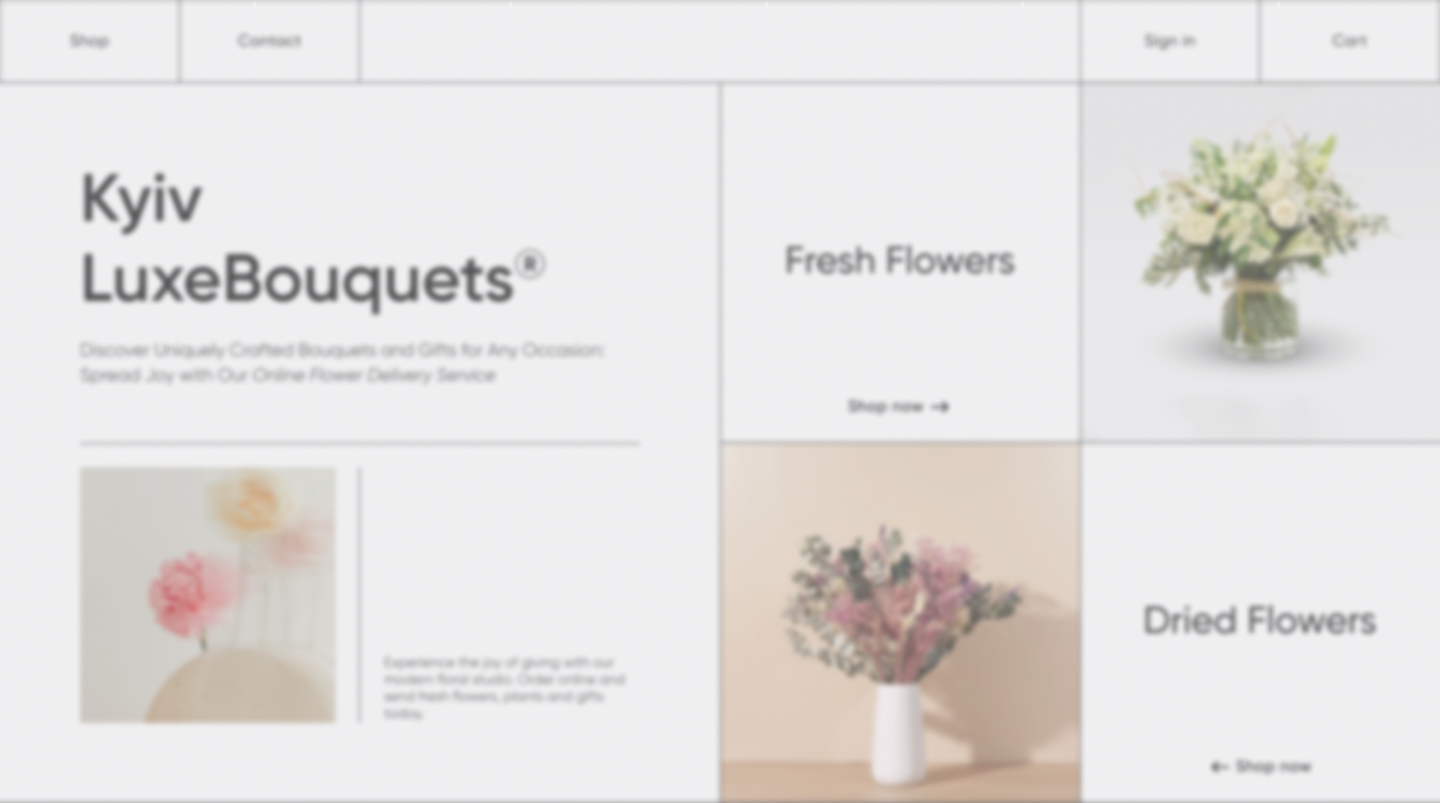 Shop
Contact
Sign in
Cart
Kyiv
LuxeBouquets®
Discover Uniquely Crafted Bouquets and Gifts for Any Occasion:
Spread Joy with Our Online Flower Delivery Service
Experience the joy of giving with our
modern floral studio. Order online and
send fresh flowers, plants and gifts
today.
Fresh Flowers
Shop now →
Dried Flowers
← Shop now